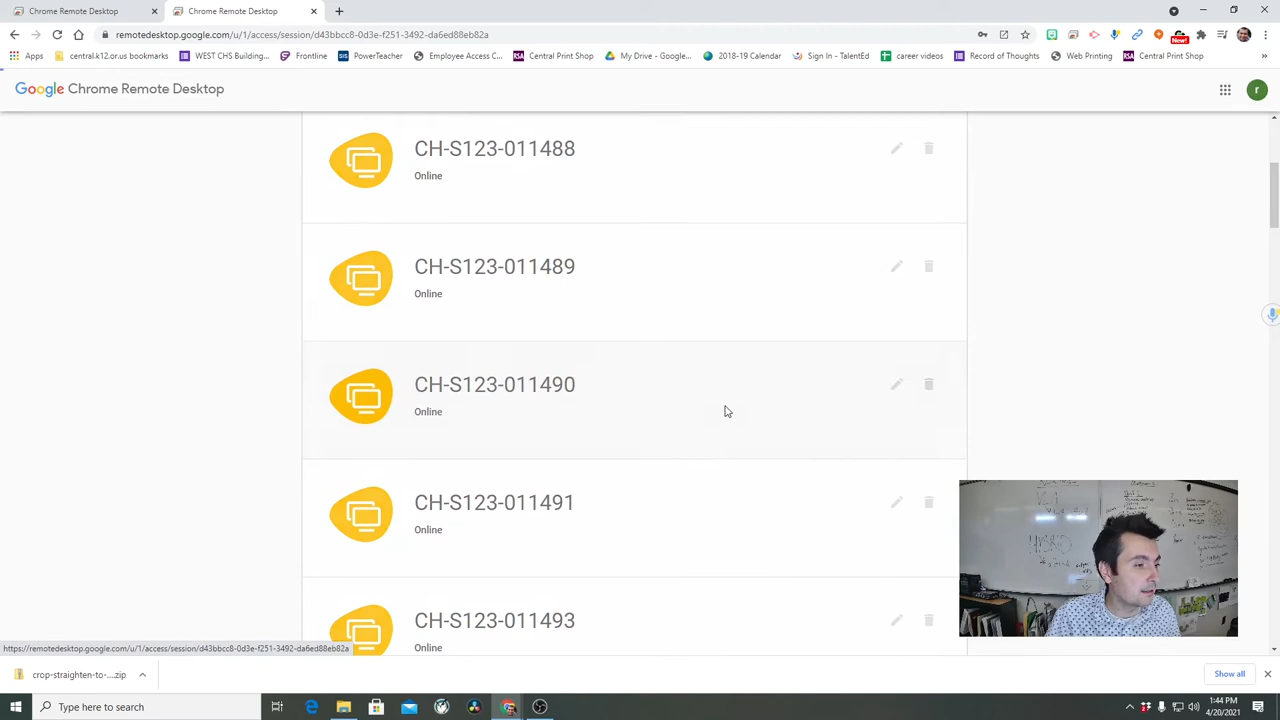 Chrome Remote Desktop
Chrome Remote Desktop
remotedesktop.google.com/u/1/access/session/d43bbcc8-0d3e-f251-3492-da6ed88eb82a
Apps
central.k12.or.us bookmarks
WEST CHS Building...
Frontline
SIS PowerTeacher
Employee Access C...
RSA Central Print Shop
My Drive - Google...
2018-19 Calendar
Sign In - TalentEd
career videos
Record of Thoughts
Web Printing
RSA Central Print Shop
»
New!
Google Chrome Remote Desktop
r
CH-S123-011488
Online
CH-S123-011489
Online
CH-S123-011490
Online
CH-S123-011491
Online
CH-S123-011493
Online
HYBRID
https://remotedesktop.google.com/u/1/access/session/d43bbcc8-0d3e-f251-3492-da6ed88eb82a
crop-straighten-to-....zip
Show all
Type here to search
1:44 PM
4/20/2021